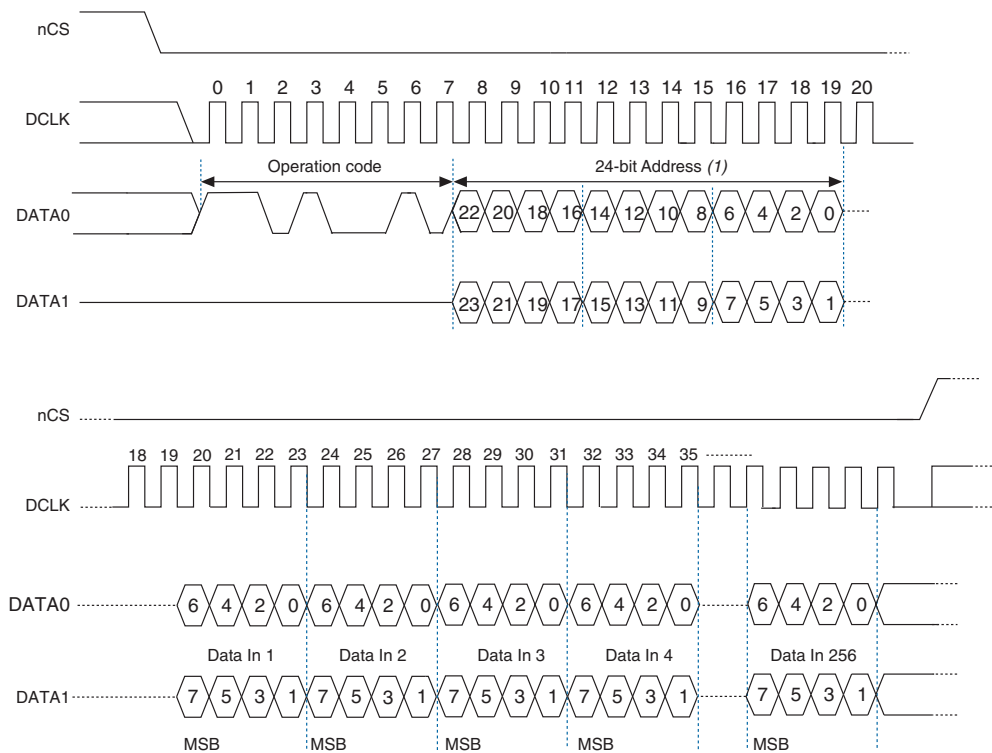 nCS
0 1 2 3 4 5 6 7 8 9 10 11 12 13 14 15 16 17 18 19 20
DCLK
Operation code 24-bit Address (1)
DATA0 22 20 18 16 14 12 10 8 6 4 2 0
DATA1 23 21 19 17 15 13 11 9 7 5 3 1
nCS
18 19 20 21 22 23 24 25 26 27 28 29 30 31 32 33 34 35
DCLK
DATA0 6 4 2 0 6 4 2 0 6 4 2 0 6 4 2 0 6 4 2 0
Data In 1 Data In 2 Data In 3 Data In 4 Data In 256
DATA1 7 5 3 1 7 5 3 1 7 5 3 1 7 5 3 1 7 5 3 1
MSB MSB MSB MSB MSB